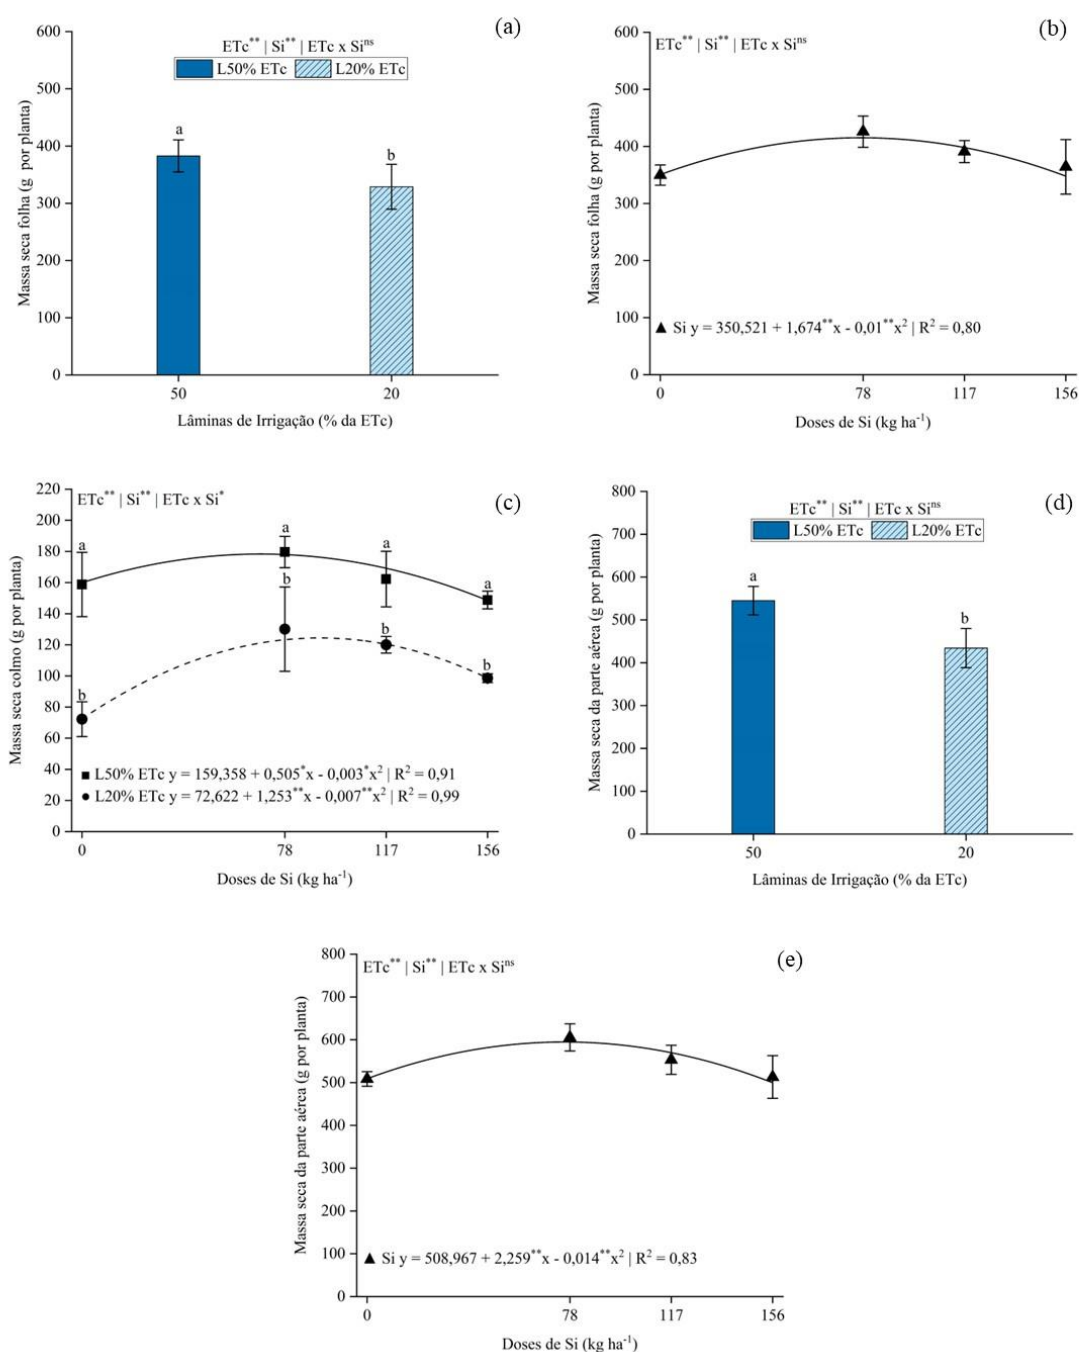 (a)
ETc** | Si** | ETc x Siⁿˢ
L50% ETc L20% ETc
Massa seca folha (g por planta)
600
500
400
300
200
100
0
a
b
50 20
Lâminas de Irrigação (% da ETc)
(b)
ETc** | Si** | ETc x Siⁿˢ
Massa seca folha (g por planta)
600
500
400
300
200
100
0
▲ Si y = 350,521 + 1,674**x - 0,01**x² | R² = 0,80
0 78 117 156
Doses de Si (kg ha⁻¹)
(c)
ETc** | Si** | ETc x Si*
Massa seca colmo (g por planta)
220
200
180
160
140
120
100
80
60
40
20
0
a a a a
b b b b
■ L50% ETc y = 159,358 + 0,505*x - 0,003*x² | R² = 0,91
● L20% ETc y = 72,622 + 1,253**x - 0,007**x² | R² = 0,99
0 78 117 156
Doses de Si (kg ha⁻¹)
(d)
ETc** | Si** | ETc x Siⁿˢ
L50% ETc L20% ETc
Massa seca da parte aérea (g por planta)
800
700
600
500
400
300
200
100
0
a
b
50 20
Lâminas de Irrigação (% da ETc)
(e)
ETc** | Si** | ETc x Siⁿˢ
Massa seca da parte aérea (g por planta)
800
700
600
500
400
300
200
100
0
▲ Si y = 508,967 + 2,259**x - 0,014**x² | R² = 0,83
0 78 117 156
Doses de Si (kg ha⁻¹)